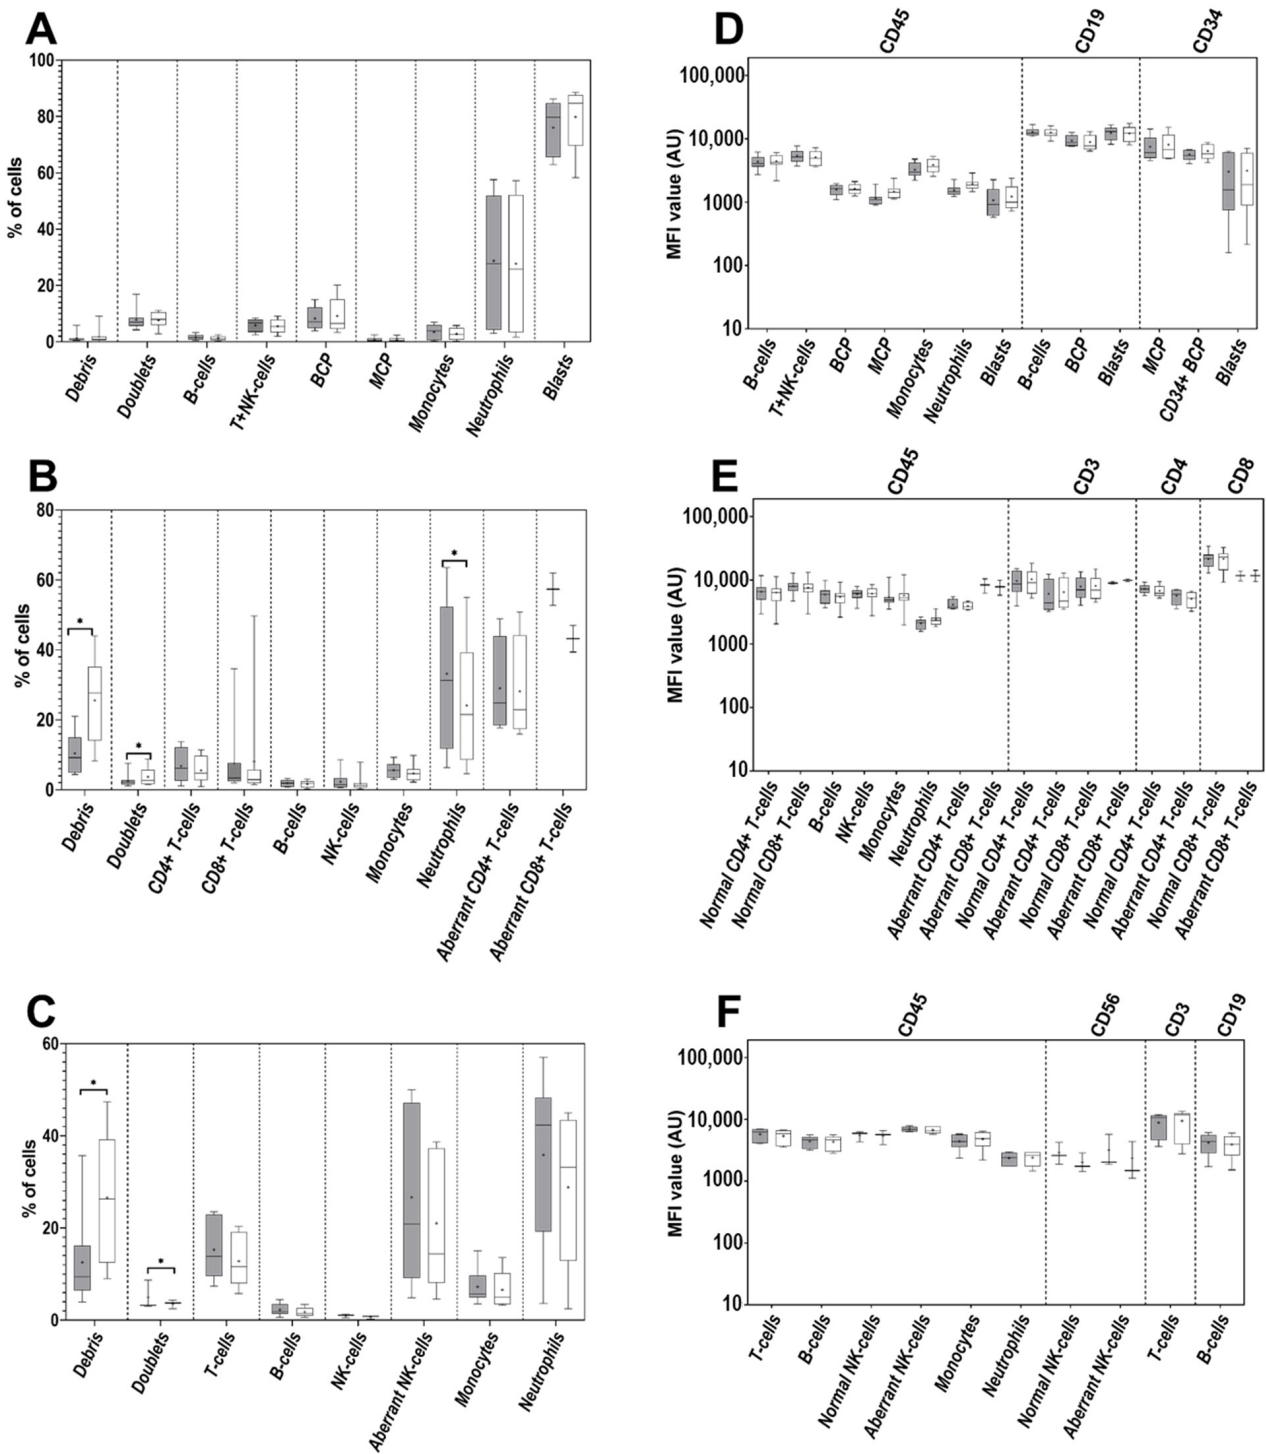 A
100
80
60
40
20
0
% of cells
Debris
Doublets
B-cells
T+NK-cells
BCP
MCP
Monocytes
Neutrophils
Blasts
D
CD45
CD19
CD34
100,000
10,000
1000
100
10
MFI value (AU)
B-cells
T+NK-cells
BCP
MCP
Monocytes
Neutrophils
Blasts
B-cells
BCP
Blasts
MCP
CD34+ BCP
Blasts
B
80
60
40
20
0
% of cells
*
*
*
Debris
Doublets
CD4+ T-cells
CD8+ T-cells
B-cells
NK-cells
Monocytes
Neutrophils
Aberrant CD4+ T-cells
Aberrant CD8+ T-cells
E
CD45
CD3
CD4
CD8
100,000
10,000
1000
100
10
MFI value (AU)
Normal CD4+ T-cells
Normal CD8+ T-cells
B-cells
NK-cells
Monocytes
Neutrophils
Aberrant CD4+ T-cells
Aberrant CD8+ T-cells
Normal CD4+ T-cells
Aberrant CD4+ T-cells
Normal CD8+ T-cells
Aberrant CD8+ T-cells
Normal CD4+ T-cells
Aberrant CD4+ T-cells
Normal CD8+ T-cells
Aberrant CD8+ T-cells
C
60
40
20
0
% of cells
*
*
Debris
Doublets
T-cells
B-cells
NK-cells
Aberrant NK-cells
Monocytes
Neutrophils
F
CD45
CD56
CD3
CD19
100,000
10,000
1000
100
10
MFI value (AU)
T-cells
B-cells
Normal NK-cells
Aberrant NK-cells
Monocytes
Neutrophils
Normal NK-cells
Aberrant NK-cells
T-cells
B-cells